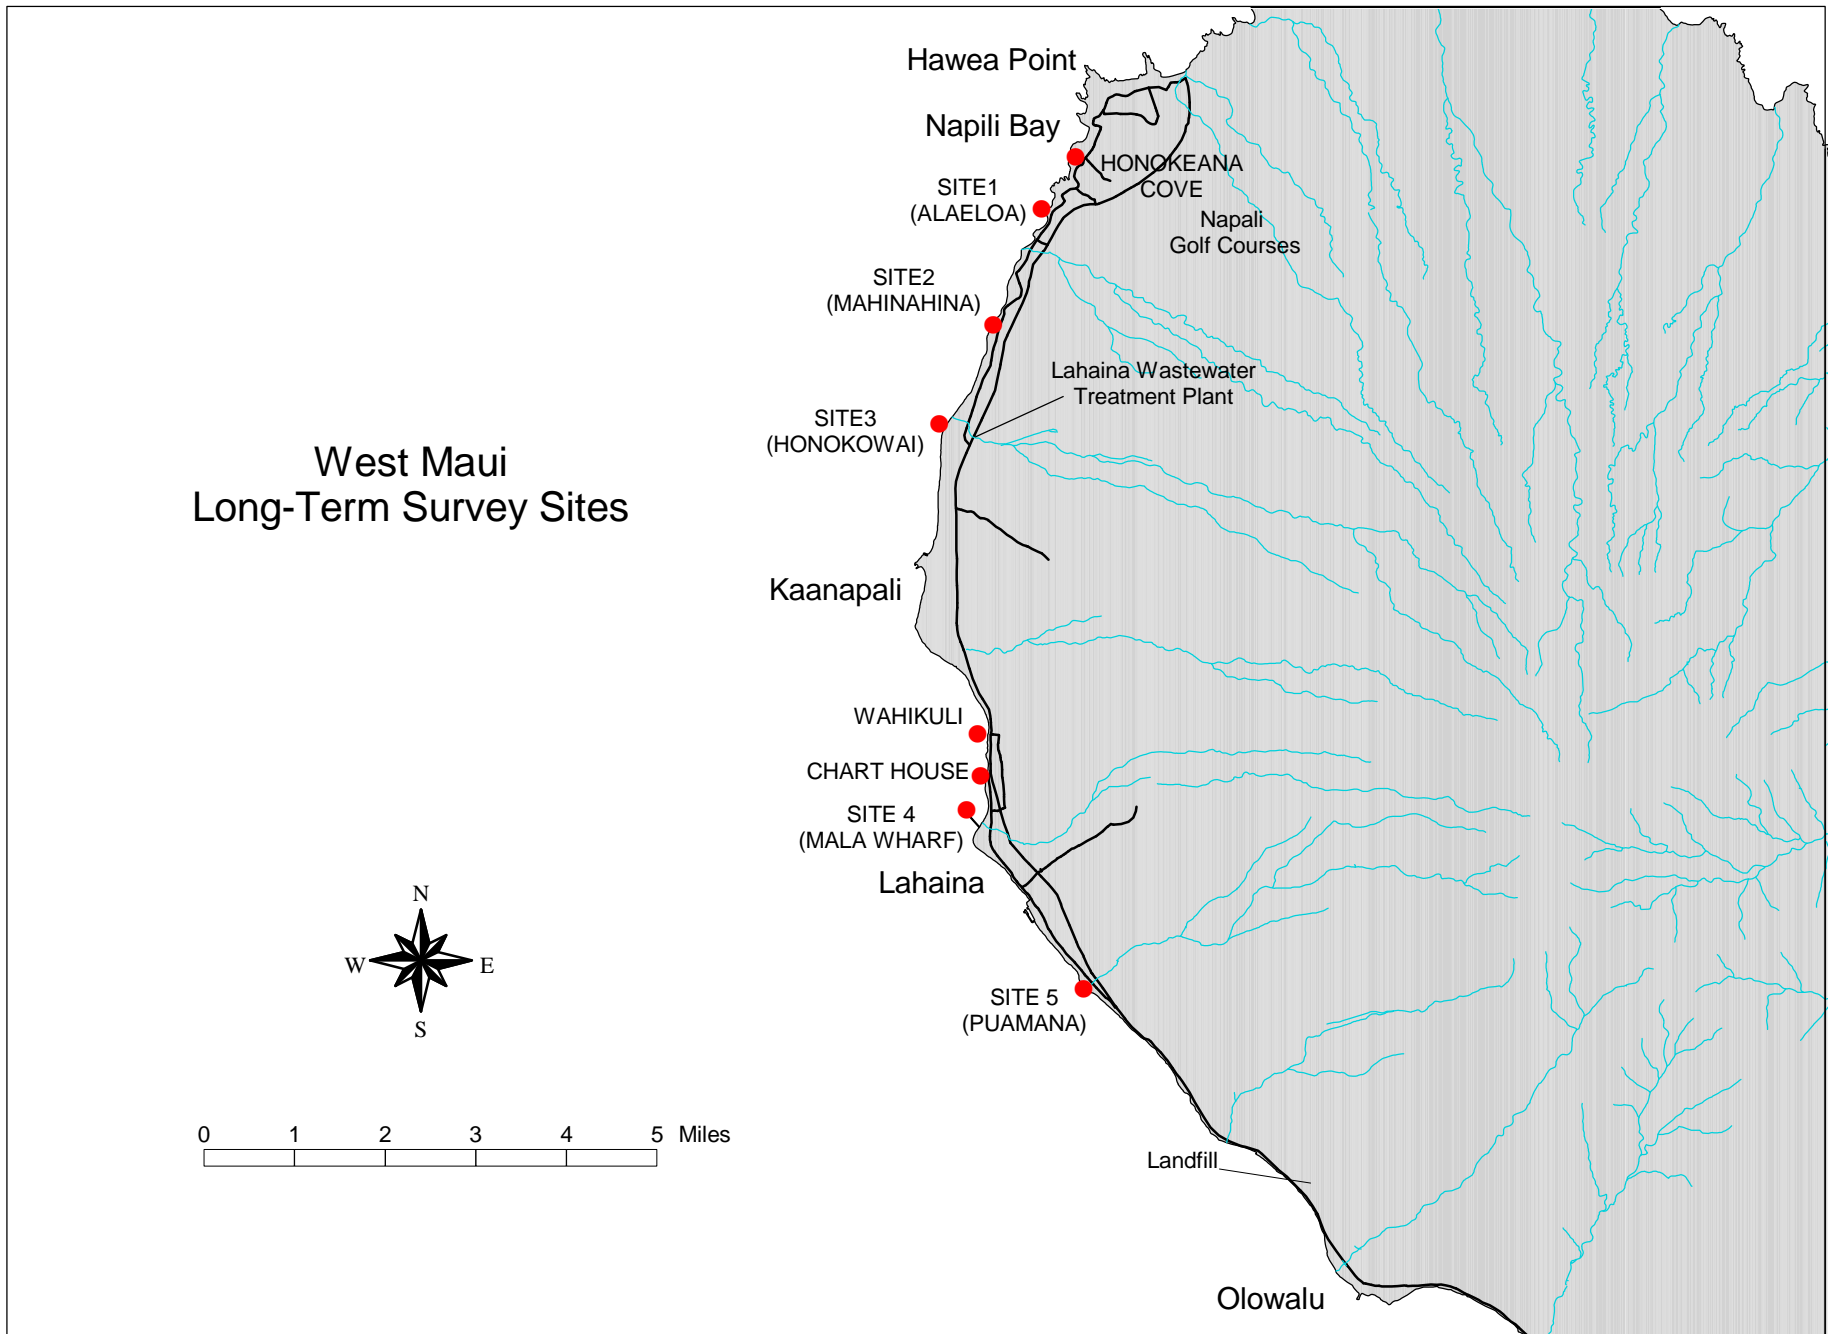 Hawea Point
Napili Bay
HONOKEANA
COVE
SITE1
(ALAELOA)
Napali
Golf Courses
SITE2
(MAHINAHINA)
Lahaina Wastewater
Treatment Plant
SITE3
(HONOKOWAI)
West Maui
Long-Term Survey Sites
Kaanapali
WAHIKULI
CHART HOUSE
SITE 4
(MALA WHARF)
Lahaina
N
W E
S
SITE 5
(PUAMANA)
0 1 2 3 4 5 Miles
Landfill
Olowalu